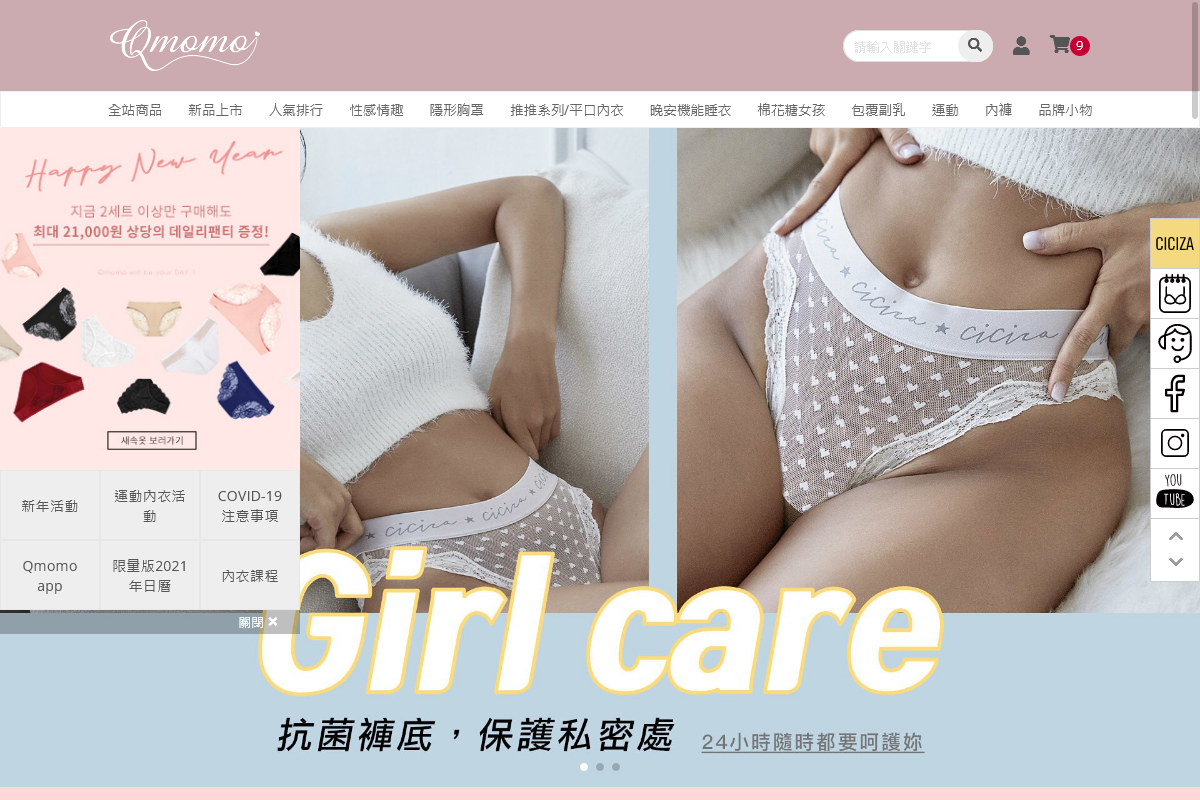 Qmomo
請輸入關鍵字
9
全站商品 新品上市 人氣排行 性感情趣 隱形胸罩 推推系列/平口內衣 晚安機能睡衣 棉花糖女孩 包覆副乳 運動 內褲 品牌小物
Happy New Year
지금 2세트 이상만 구매해도
최대 21,000원 상당의 데일리팬티 증정!
새속옷 보러가기
新年活動
運動內衣活
動
COVID-19
注意事項
Qmomo
app
限量版2021
年日曆
內衣課程
關閉
ciciza
ciciza
ciciza
ciciza
CICIZA
YOU
TUBE
Girl care
抗菌褲底，保護私密處
24小時隨時都要呵護妳